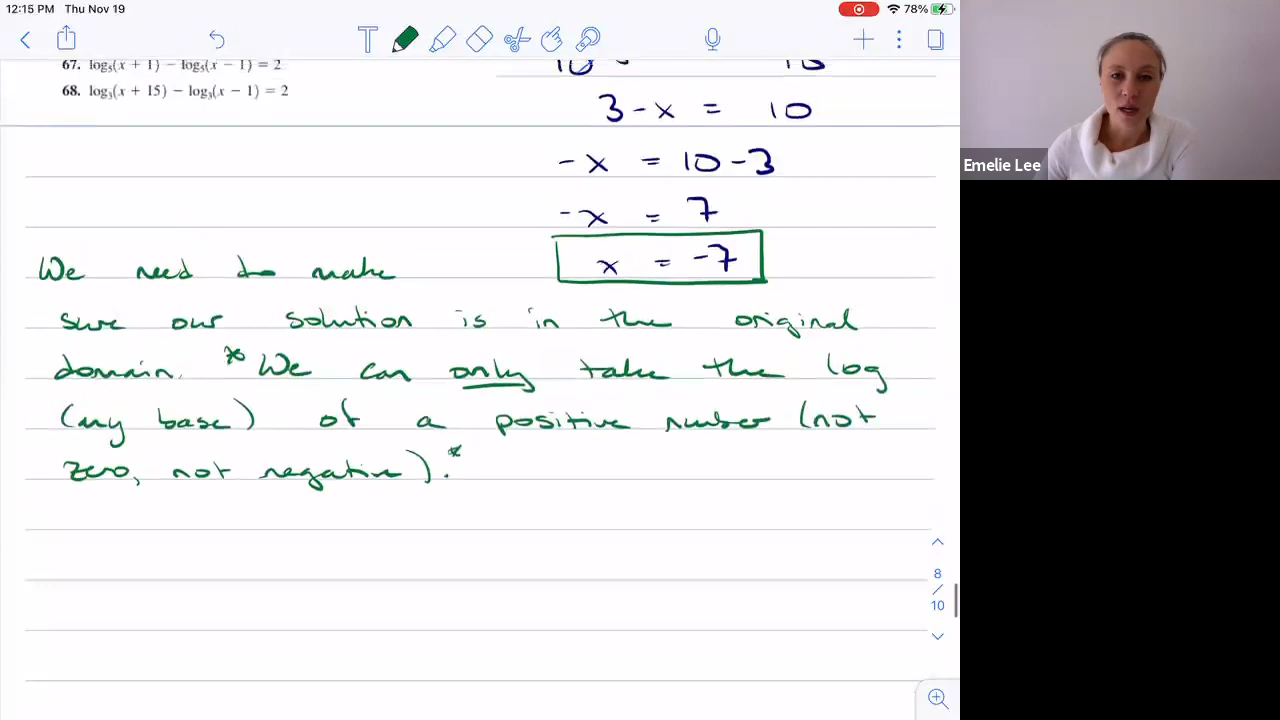 12:15 PM Thu Nov 19
78%
67. log₅(x + 1) − log₅(x − 1) = 2
68. log₃(x + 15) − log₃(x − 1) = 2
10 10
3 - x = 10
-x = 10 - 3
-x = 7
x = -7
We need to make
sure our solution is in the original
domain. *We can only take the log
(any base) of a positive number (not
zero, not negative).*
Emelie Lee
8
/
10
T